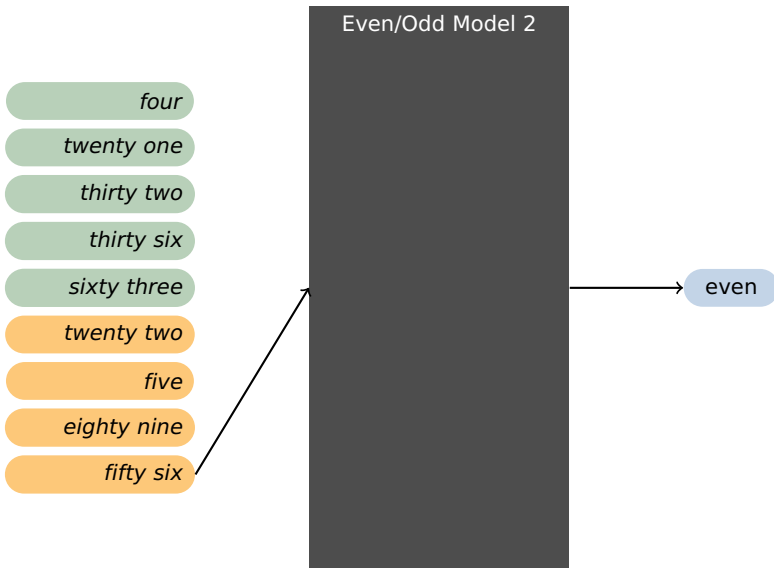 Even/Odd Model 2
four
twenty one
thirty two
thirty six
sixty three
twenty two
five
eighty nine
fifty six
even